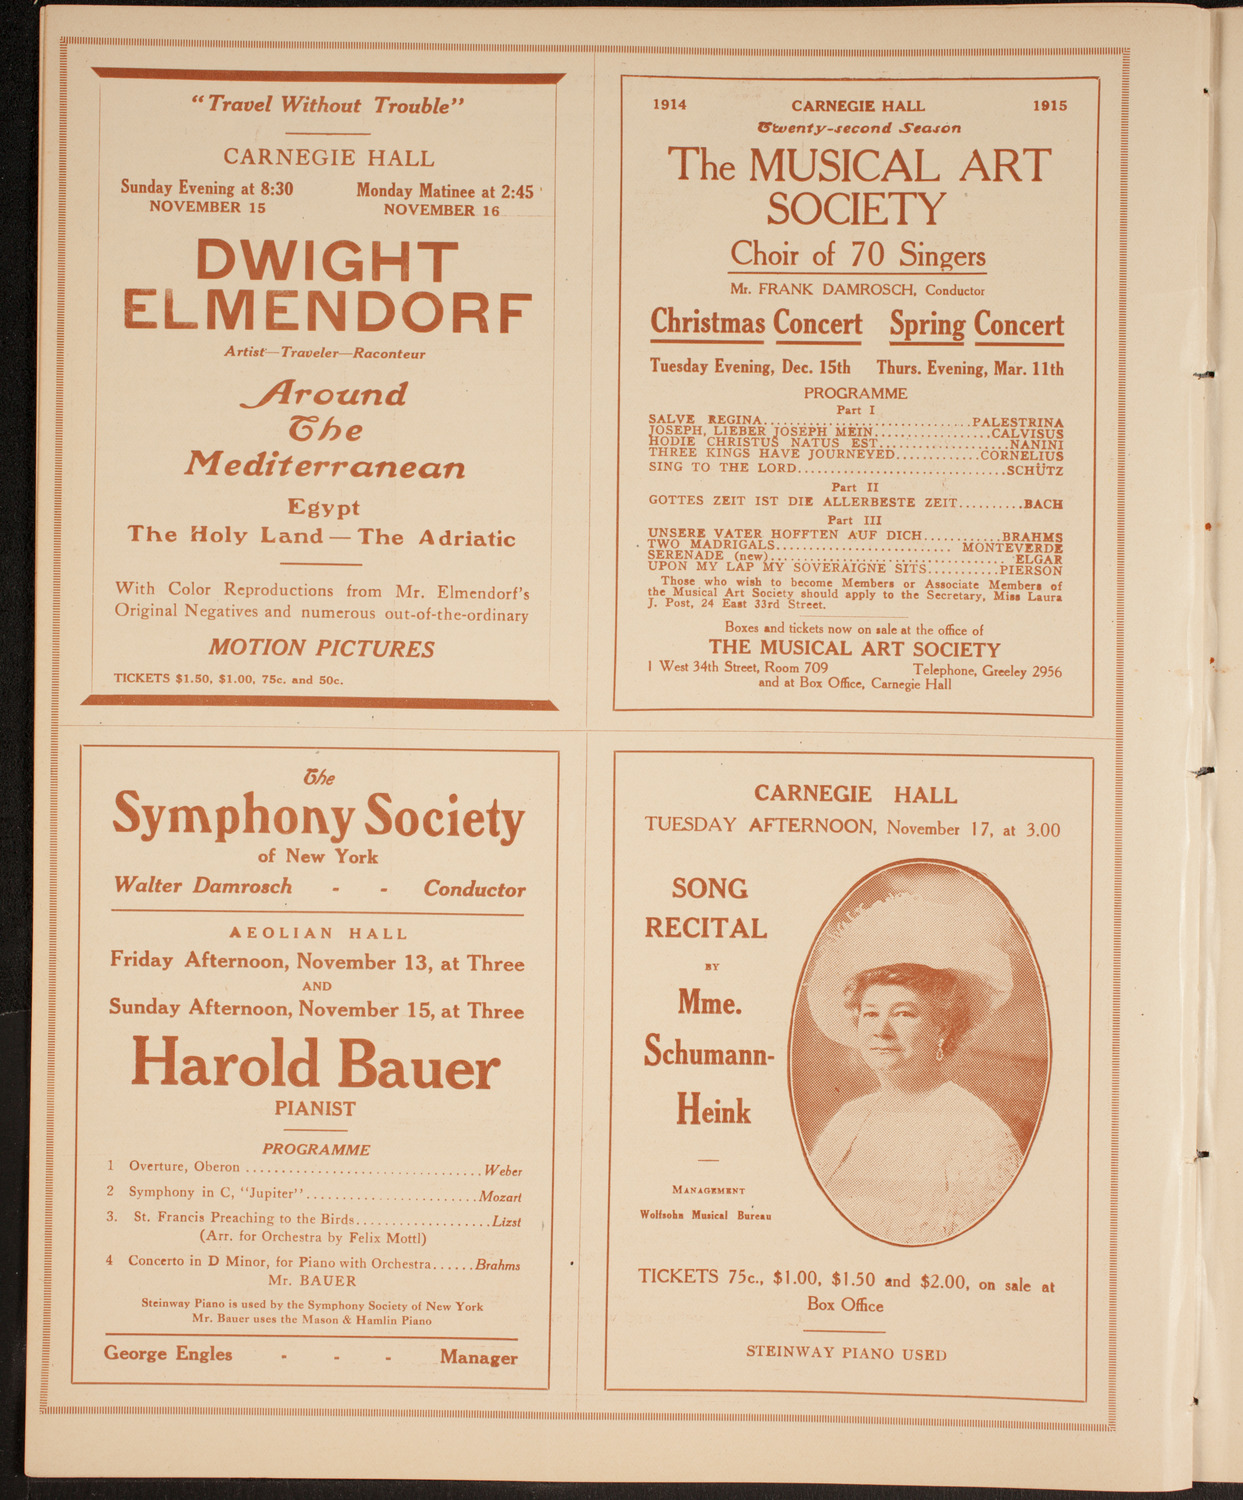 "Travel Without Trouble"
CARNEGIE HALL
Sunday Evening at 8:30
NOVEMBER 15
Monday Matinee at 2:45
NOVEMBER 16
DWIGHT
ELMENDORF
Artist—Traveler—Raconteur
Around
The
Mediterranean
Egypt
The Holy Land — The Adriatic
With Color Reproductions from Mr. Elmendorf's
Original Negatives and numerous out-of-the-ordinary
MOTION PICTURES
TICKETS $1.50, $1.00, 75c. and 50c.
1914 CARNEGIE HALL 1915
Twenty-second Season
The MUSICAL ART
SOCIETY
Choir of 70 Singers
Mr. FRANK DAMROSCH, Conductor
Christmas Concert Spring Concert
Tuesday Evening, Dec. 15th Thurs. Evening, Mar. 11th
PROGRAMME
Part I
SALVE REGINA..............................PALESTRINA
JOSEPH, LIEBER JOSEPH MEIN.................CALVISUS
HODIE CHRISTUS NATUS EST.......................NANINI
THREE KINGS HAVE JOURNEYED............CORNELIUS
SING TO THE LORD...............................SCHÜTZ
Part II
GOTTES ZEIT IST DIE ALLERBESTE ZEIT..........BACH
Part III
UNSERE VATER HOFFTEN AUF DICH...........BRAHMS
TWO MADRIGALS.......................... MONTEVERDE
SERENADE (new)...................................ELGAR
UPON MY LAP MY SOVERAIGNE SITS..........PIERSON
Those who wish to become Members or Associate Members of
the Musical Art Society should apply to the Secretary, Miss Laura
J. Post, 24 East 33rd Street.
Boxes and tickets now on sale at the office of
THE MUSICAL ART SOCIETY
1 West 34th Street, Room 709 Telephone, Greeley 2956
and at Box Office, Carnegie Hall
The
Symphony Society
of New York
Walter Damrosch - - Conductor
AEOLIAN HALL
Friday Afternoon, November 13, at Three
AND
Sunday Afternoon, November 15, at Three
Harold Bauer
PIANIST
PROGRAMME
1 Overture, Oberon ...............................Weber
2 Symphony in C, "Jupiter".......................Mozart
3. St. Francis Preaching to the Birds..................Lizst
(Arr. for Orchestra by Felix Mottl)
4 Concerto in D Minor, for Piano with Orchestra......Brahms
Mr. BAUER
Steinway Piano is used by the Symphony Society of New York
Mr. Bauer uses the Mason & Hamlin Piano
George Engles - - - Manager
CARNEGIE HALL
TUESDAY AFTERNOON, November 17, at 3.00
SONG
RECITAL
BY
Mme.
Schumann-
Heink
MANAGEMENT
Wolfsohn Musical Bureau
TICKETS 75c., $1.00, $1.50 and $2.00, on sale at
Box Office
STEINWAY PIANO USED